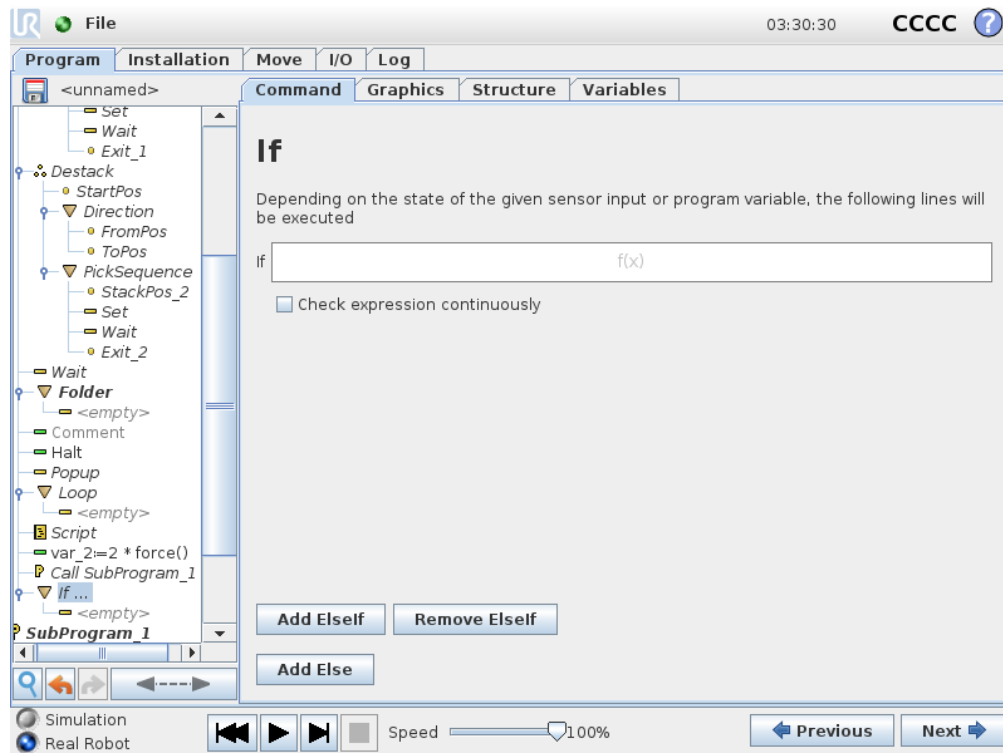 UR File 03:30:30 CCCC ?
Program Installation Move I/O Log
<unnamed>
Command Graphics Structure Variables
Set
Wait
Exit_1
Destack
StartPos
Direction
FromPos
ToPos
PickSequence
StackPos_2
Set
Wait
Exit_2
Wait
Folder
<empty>
Comment
Halt
Popup
Loop
<empty>
Script
var_2:=2 * force()
Call SubProgram_1
If ...
<empty>
SubProgram_1
If
Depending on the state of the given sensor input or program variable, the following lines will
be executed
If f(x)
Check expression continuously
Add ElseIf Remove ElseIf
Add Else
Simulation
Real Robot
Speed 100%
Previous Next